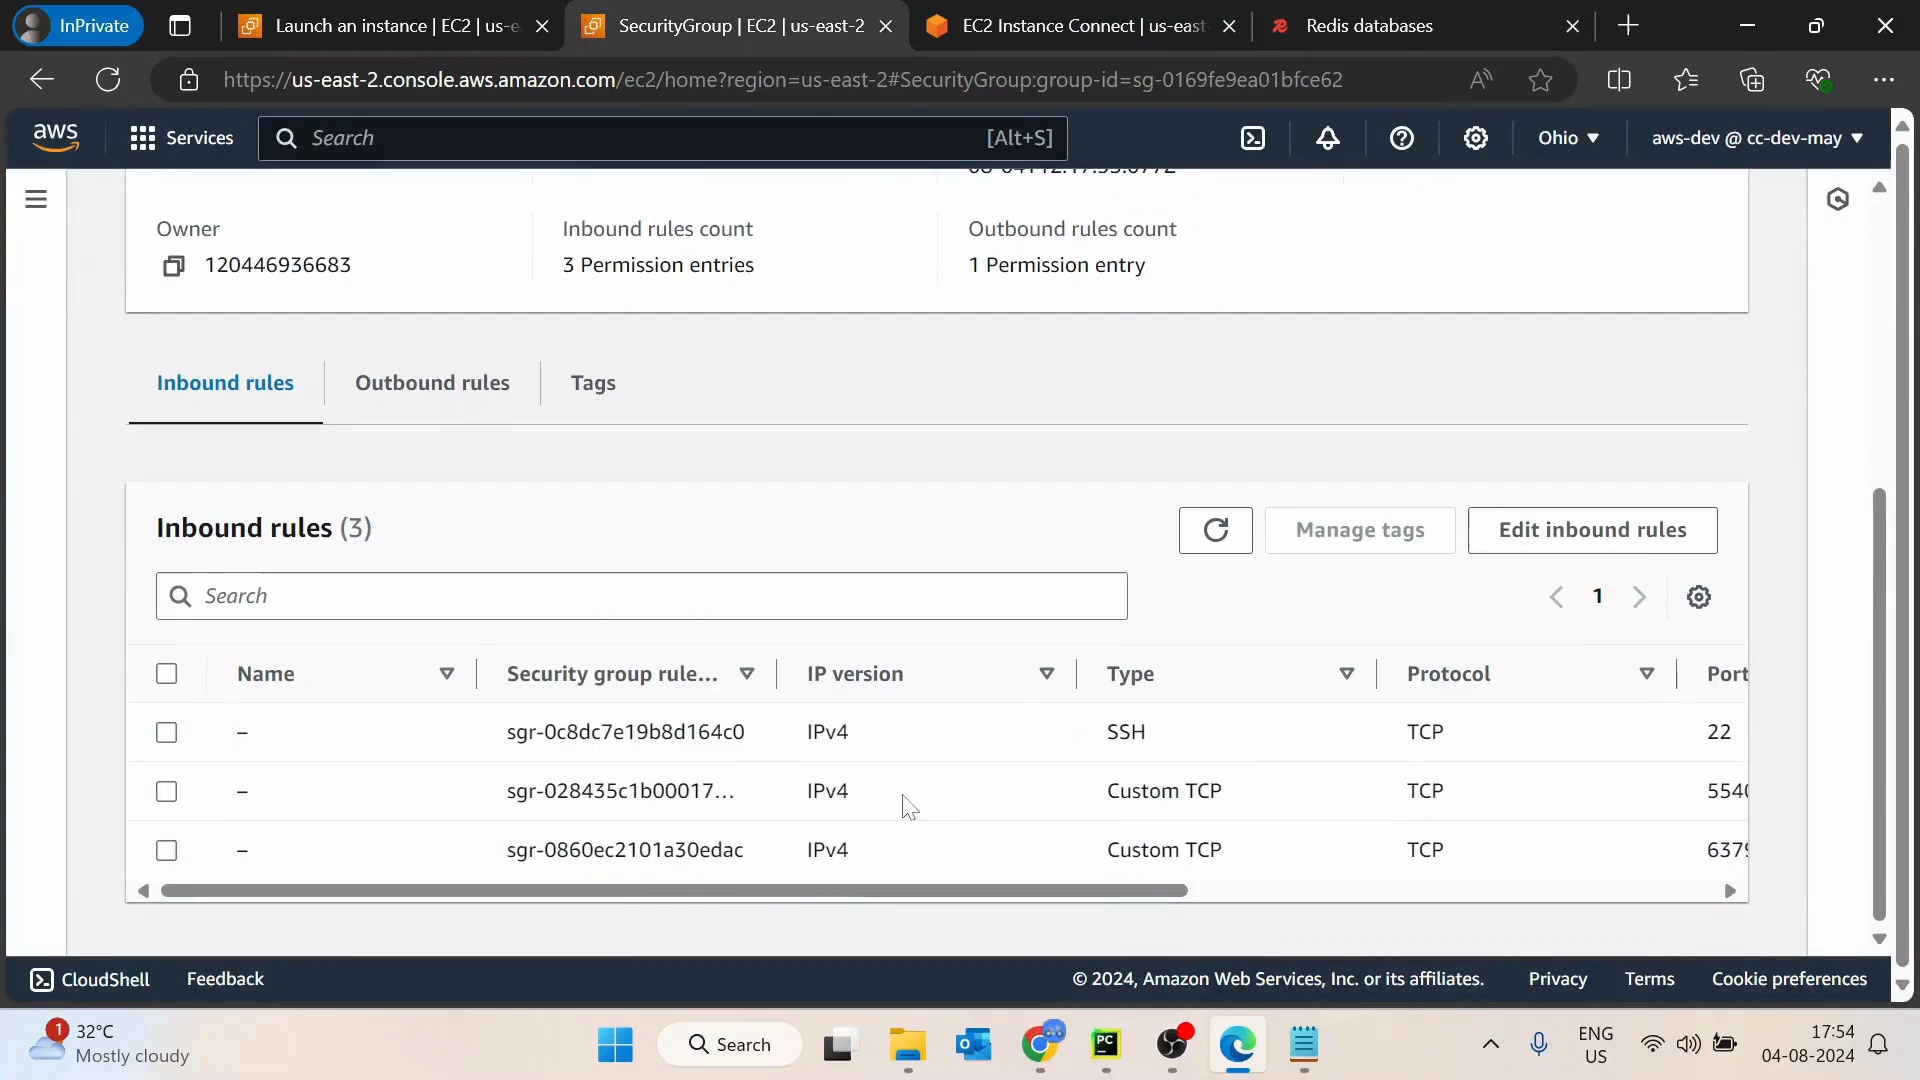 InPrivate
Launch an instance | EC2 | us-e
SecurityGroup | EC2 | us-east-2
EC2 Instance Connect | us-east-
Redis databases
https://us-east-2.console.aws.amazon.com/ec2/home?region=us-east-2#SecurityGroup:group-id=sg-0169fe9ea01bfce62
aws
Services
Search
[Alt+S]
Ohio
aws-dev @ cc-dev-may
Owner
Inbound rules count
Outbound rules count
120446936683
3 Permission entries
1 Permission entry
Inbound rules
Outbound rules
Tags
Inbound rules (3)
Manage tags
Edit inbound rules
Search
1
Name
Security group rule...
IP version
Type
Protocol
Port
–
sgr-0c8dc7e19b8d164c0
IPv4
SSH
TCP
22
–
sgr-028435c1b00017...
IPv4
Custom TCP
TCP
5540
–
sgr-0860ec2101a30edac
IPv4
Custom TCP
TCP
6379
CloudShell
Feedback
© 2024, Amazon Web Services, Inc. or its affiliates.
Privacy
Terms
Cookie preferences
1
32°C
Mostly cloudy
Search
PC
ENG
US
17:54
04-08-2024